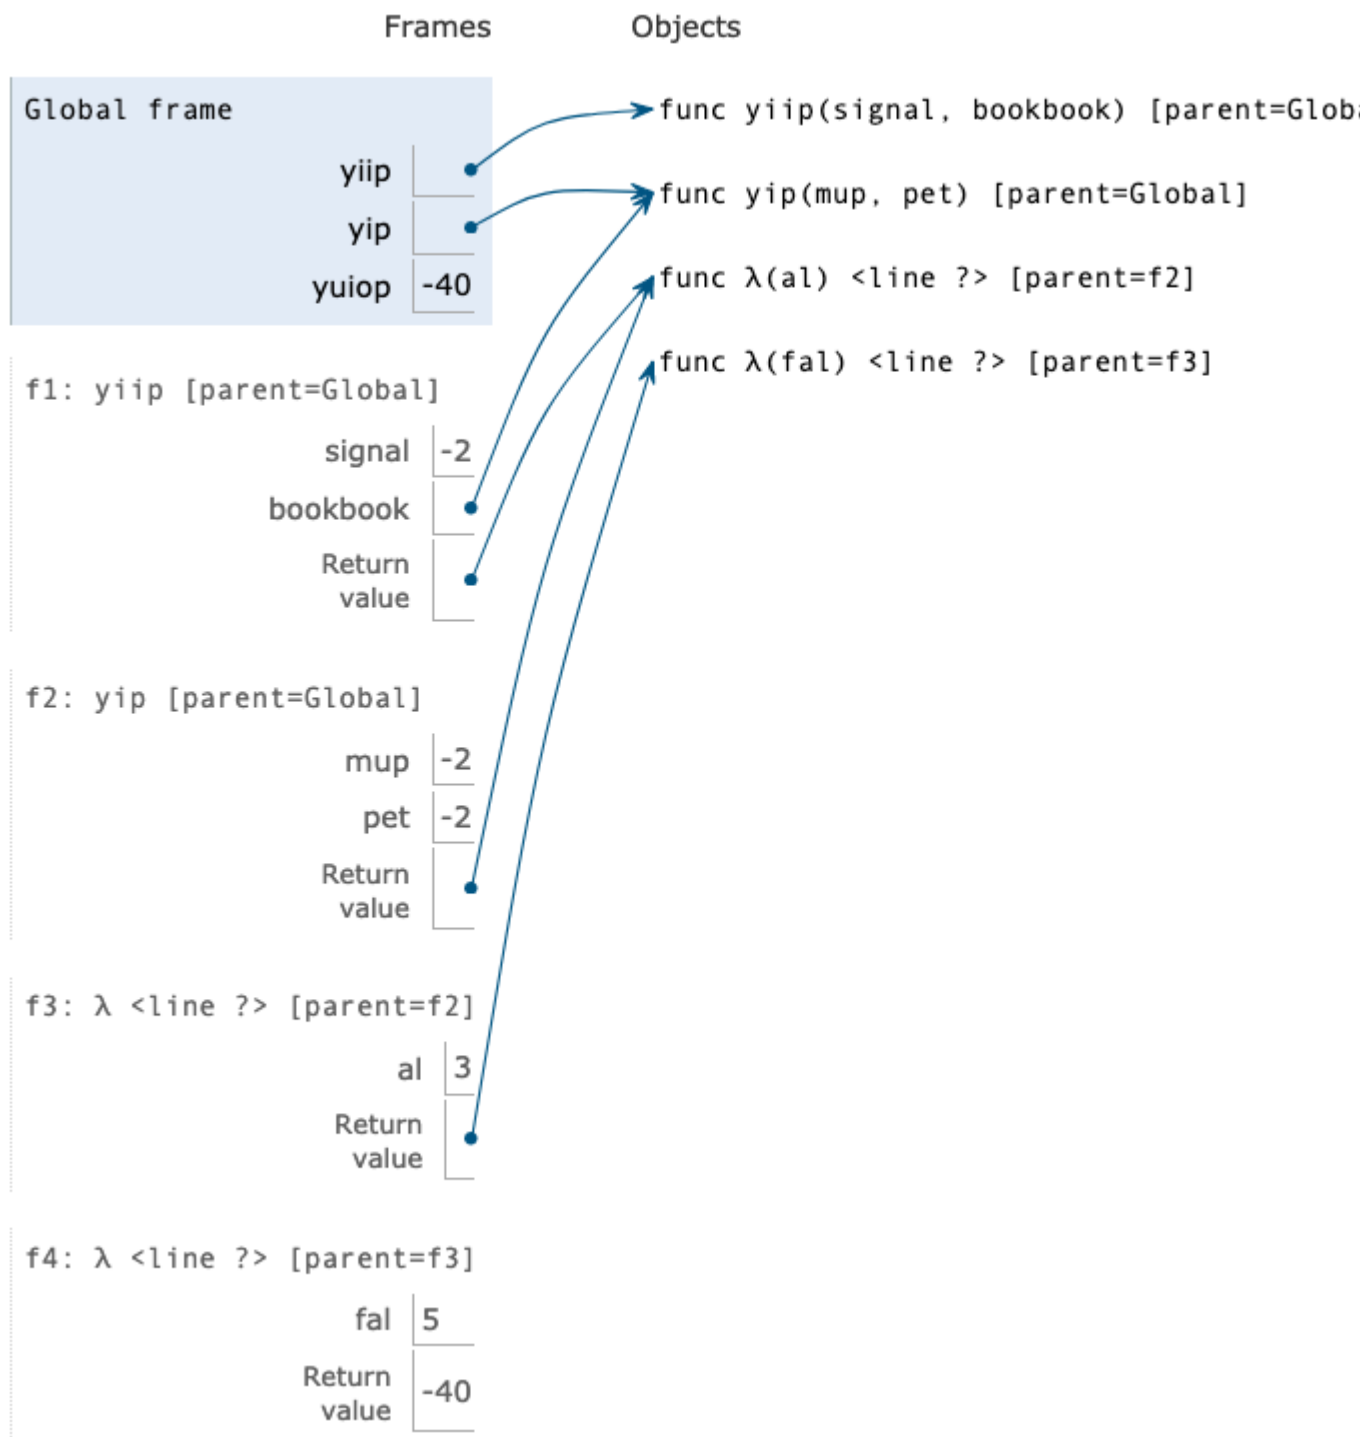 Frames Objects
Global frame
func yiip(signal, bookbook) [parent=Globa
yiip
func yip(mup, pet) [parent=Global]
yip
func λ(al) <line ?> [parent=f2]
yuiop -40
func λ(fal) <line ?> [parent=f3]
f1: yiip [parent=Global]
signal -2
bookbook
Return
value
f2: yip [parent=Global]
mup -2
pet -2
Return
value
f3: λ <line ?> [parent=f2]
al 3
Return
value
f4: λ <line ?> [parent=f3]
fal 5
Return
value -40